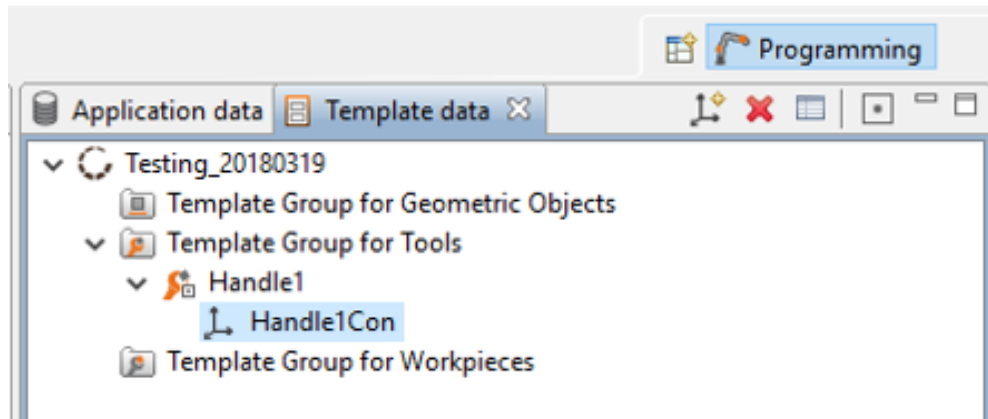 Programming
Application data Template data
Testing_20180319
Template Group for Geometric Objects
Template Group for Tools
Handle1
Handle1Con
Template Group for Workpieces